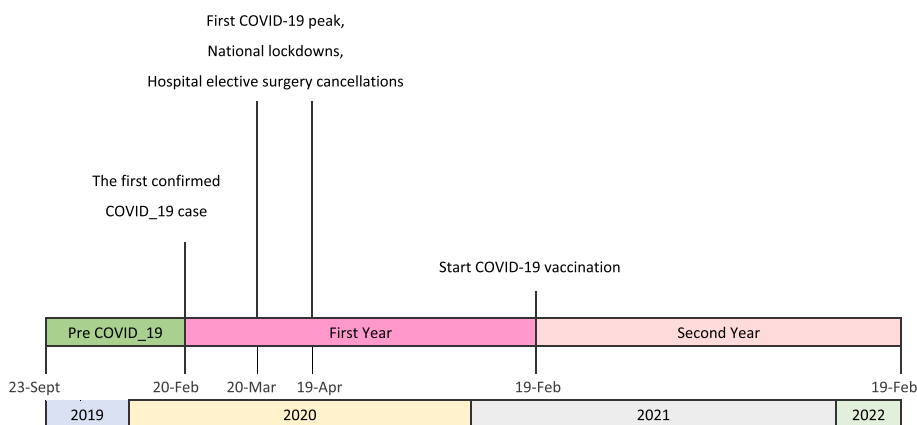 First COVID-19 peak,
National lockdowns,
Hospital elective surgery cancellations
The first confirmed
COVID_19 case
Start COVID-19 vaccination
Pre COVID_19 First Year Second Year
23-Sept 20-Feb 20-Mar 19-Apr 19-Feb 19-Feb
2019 2020 2021 2022